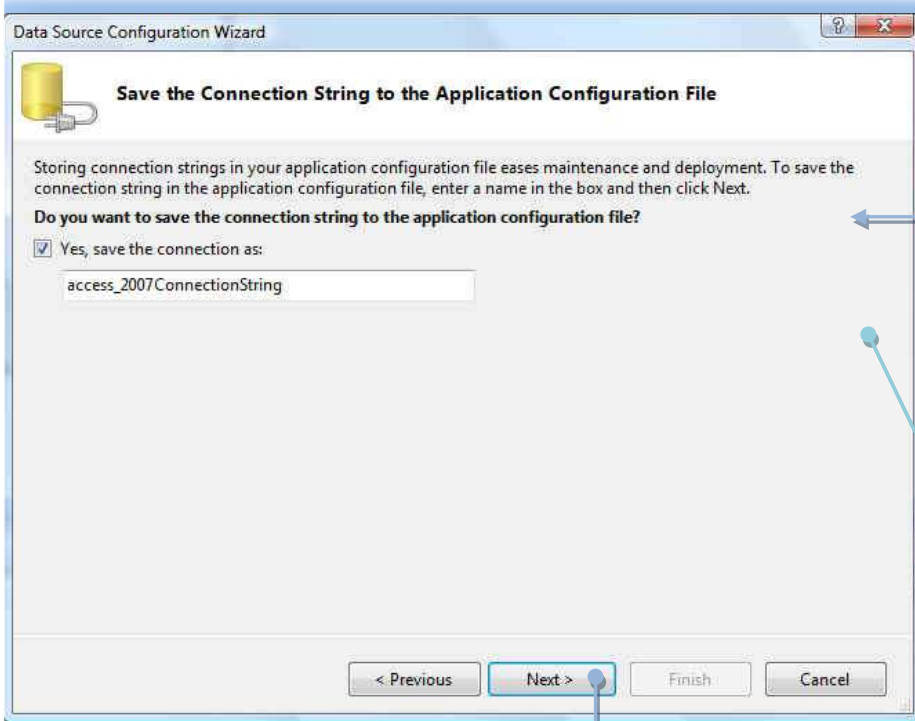 Data Source Configuration Wizard
Save the Connection String to the Application Configuration File
Storing connection strings in your application configuration file eases maintenance and deployment. To save the
connection string in the application configuration file, enter a name in the box and then click Next.
Do you want to save the connection string to the application configuration file?
Yes, save the connection as:
access_2007ConnectionString
< Previous Next > Finish Cancel